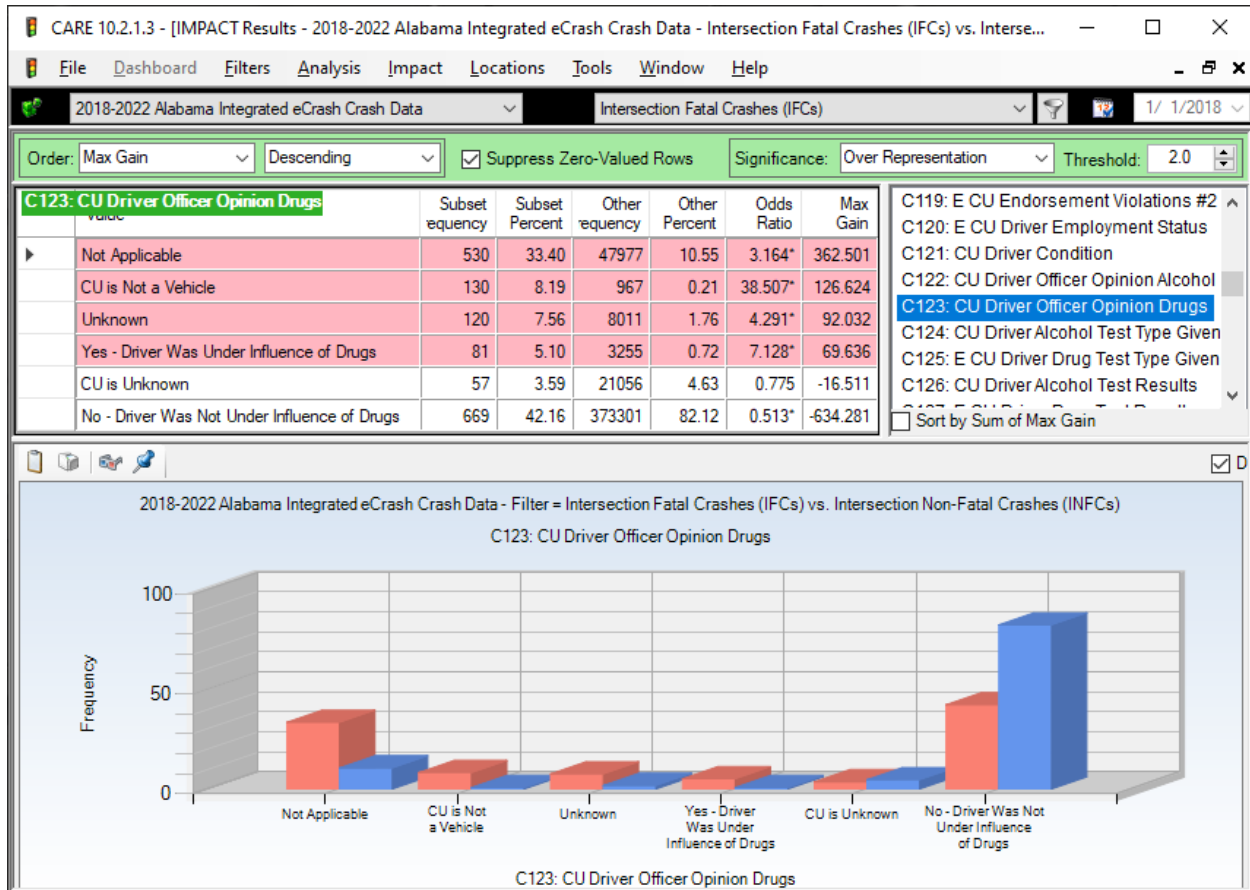 CARE 10.2.1.3 - [IMPACT Results - 2018-2022 Alabama Integrated eCrash Crash Data - Intersection Fatal Crashes (IFCs) vs. Interse...
File Dashboard Filters Analysis Impact Locations Tools Window Help
2018-2022 Alabama Integrated eCrash Crash Data Intersection Fatal Crashes (IFCs) 1/ 1/2018
Order: Max Gain Descending Suppress Zero-Valued Rows Significance: Over Representation Threshold: 2.0
C123: CU Driver Officer Opinion Drugs Subset Subset Other Other Odds Max
equency Percent equency Percent Ratio Gain
Not Applicable 530 33.40 47977 10.55 3.164* 362.501
CU is Not a Vehicle 130 8.19 967 0.21 38.507* 126.624
Unknown 120 7.56 8011 1.76 4.291* 92.032
Yes - Driver Was Under Influence of Drugs 81 5.10 3255 0.72 7.128* 69.636
CU is Unknown 57 3.59 21056 4.63 0.775 -16.511
No - Driver Was Not Under Influence of Drugs 669 42.16 373301 82.12 0.513* -634.281
C119: E CU Endorsement Violations #2
C120: E CU Driver Employment Status
C121: CU Driver Condition
C122: CU Driver Officer Opinion Alcohol
C123: CU Driver Officer Opinion Drugs
C124: CU Driver Alcohol Test Type Given
C125: E CU Driver Drug Test Type Given
C126: CU Driver Alcohol Test Results
Sort by Sum of Max Gain
D
2018-2022 Alabama Integrated eCrash Crash Data - Filter = Intersection Fatal Crashes (IFCs) vs. Intersection Non-Fatal Crashes (INFCs)
C123: CU Driver Officer Opinion Drugs
100
50
0
Frequency
Not Applicable
CU is Not
a Vehicle
Unknown
Yes - Driver
Was Under
Influence of Drugs
CU is Unknown
No - Driver Was Not
Under Influence
of Drugs
C123: CU Driver Officer Opinion Drugs